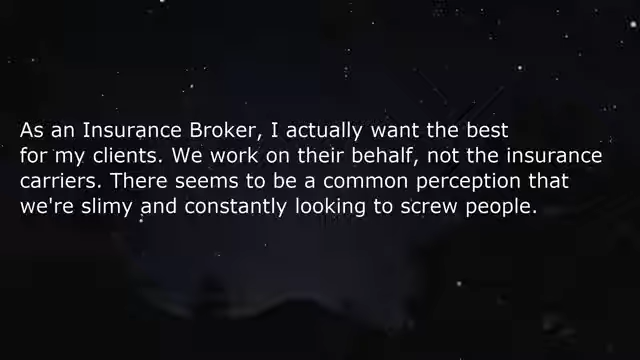 As an Insurance Broker, I actually want the best
for my clients. We work on their behalf, not the insurance
carriers. There seems to be a common perception that
we're slimy and constantly looking to screw people.